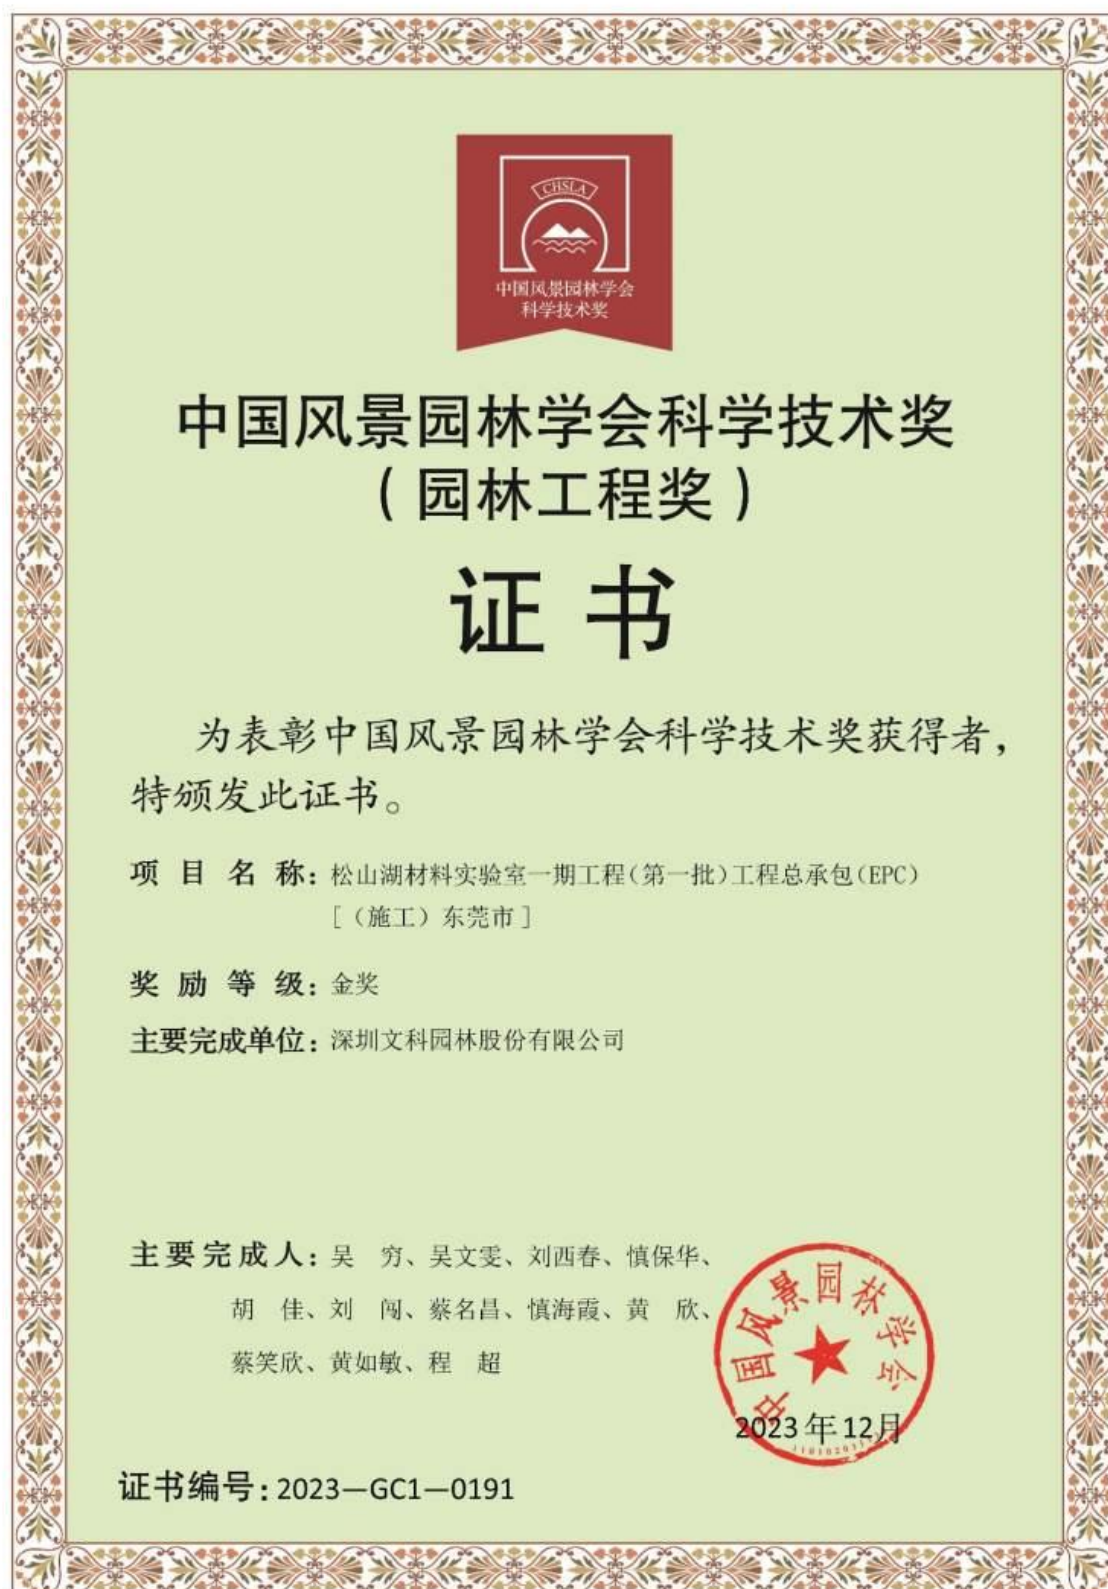 CHSLA
中国风景园林学会
科学技术奖
中国风景园林学会科学技术奖
（园林工程奖）
证书
为表彰中国风景园林学会科学技术奖获得者，
特颁发此证书。
项目名称：松山湖材料实验室一期工程（第一批）工程总承包（EPC）
［（施工）东莞市］
奖励等级：金奖
主要完成单位：深圳文科园林股份有限公司
主要完成人：吴 穷、吴文雯、刘西春、慎保华、
胡 佳、刘 闯、蔡名昌、慎海霞、黄 欣、
蔡笑欣、黄如敏、程 超
中国风景园林学会
2023年12月
证书编号：2023—GC1—0191